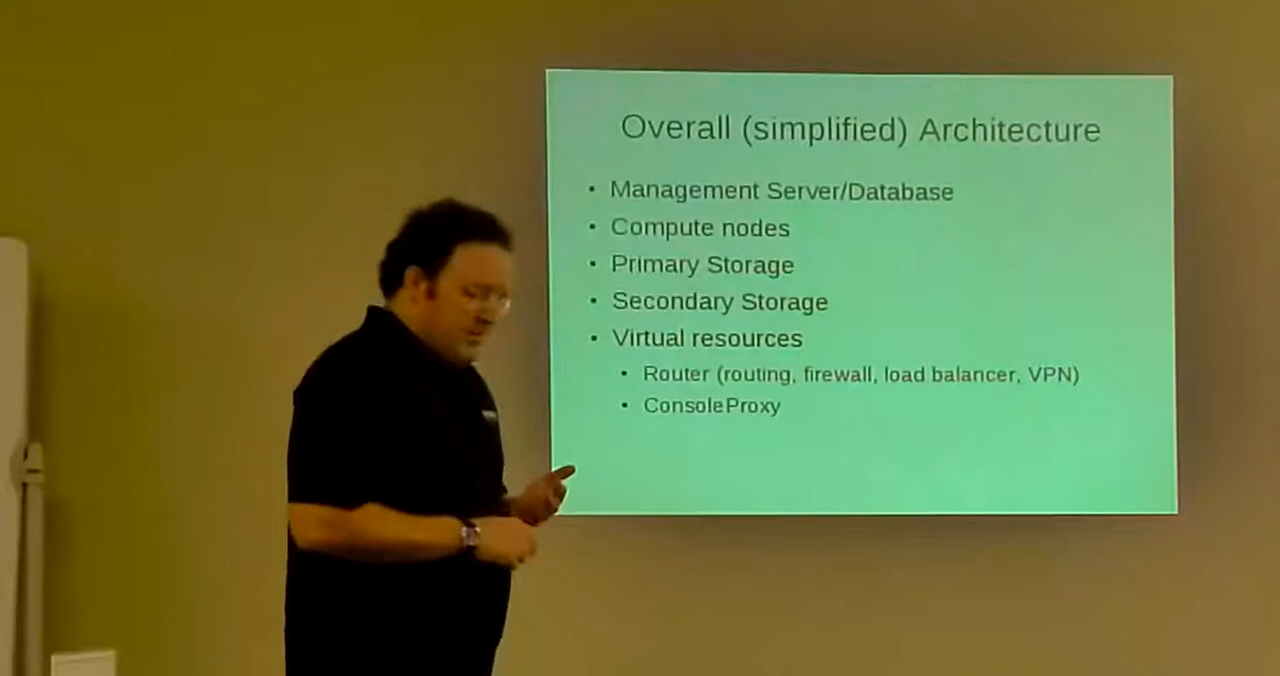 Overall (simplified) Architecture
• Management Server/Database
• Compute nodes
• Primary Storage
• Secondary Storage
• Virtual resources
• Router (routing, firewall, load balancer, VPN)
• ConsoleProxy